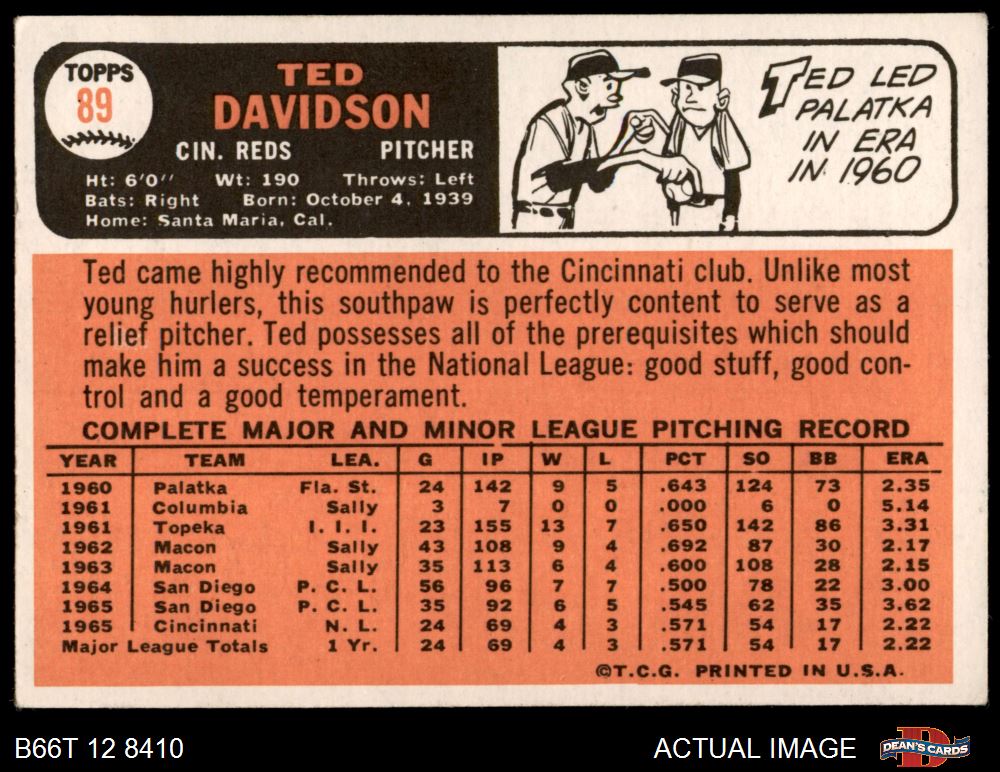 TOPPS
89
TED
DAVIDSON
CIN. REDS PITCHER
Ht: 6'0" Wt: 190 Throws: Left
Bats: Right Born: October 4, 1939
Home: Santa Maria, Cal.
TED LED
PALATKA
IN ERA
IN 1960
Ted came highly recommended to the Cincinnati club. Unlike most
young hurlers, this southpaw is perfectly content to serve as a
relief pitcher. Ted possesses all of the prerequisites which should
make him a success in the National League: good stuff, good con-
trol and a good temperament.
COMPLETE MAJOR AND MINOR LEAGUE PITCHING RECORD
YEAR TEAM LEA. G IP W L PCT SO BB ERA
1960 Palatka Fla. St. 24 142 9 5 .643 124 73 2.35
1961 Columbia Sally 3 7 0 0 .000 6 0 5.14
1961 Topeka I. I. I. 23 155 13 7 .650 142 86 3.31
1962 Macon Sally 43 108 9 4 .692 87 30 2.17
1963 Macon Sally 35 113 6 4 .600 108 28 2.15
1964 San Diego P. C. L. 56 96 7 7 .500 78 22 3.00
1965 San Diego P. C. L. 35 92 6 5 .545 62 35 3.62
1965 Cincinnati N. L. 24 69 4 3 .571 54 17 2.22
Major League Totals 1 Yr. 24 69 4 3 .571 54 17 2.22
©T.C.G. PRINTED IN U.S.A.
B66T 12 8410 ACTUAL IMAGE D DEAN'S CARDS